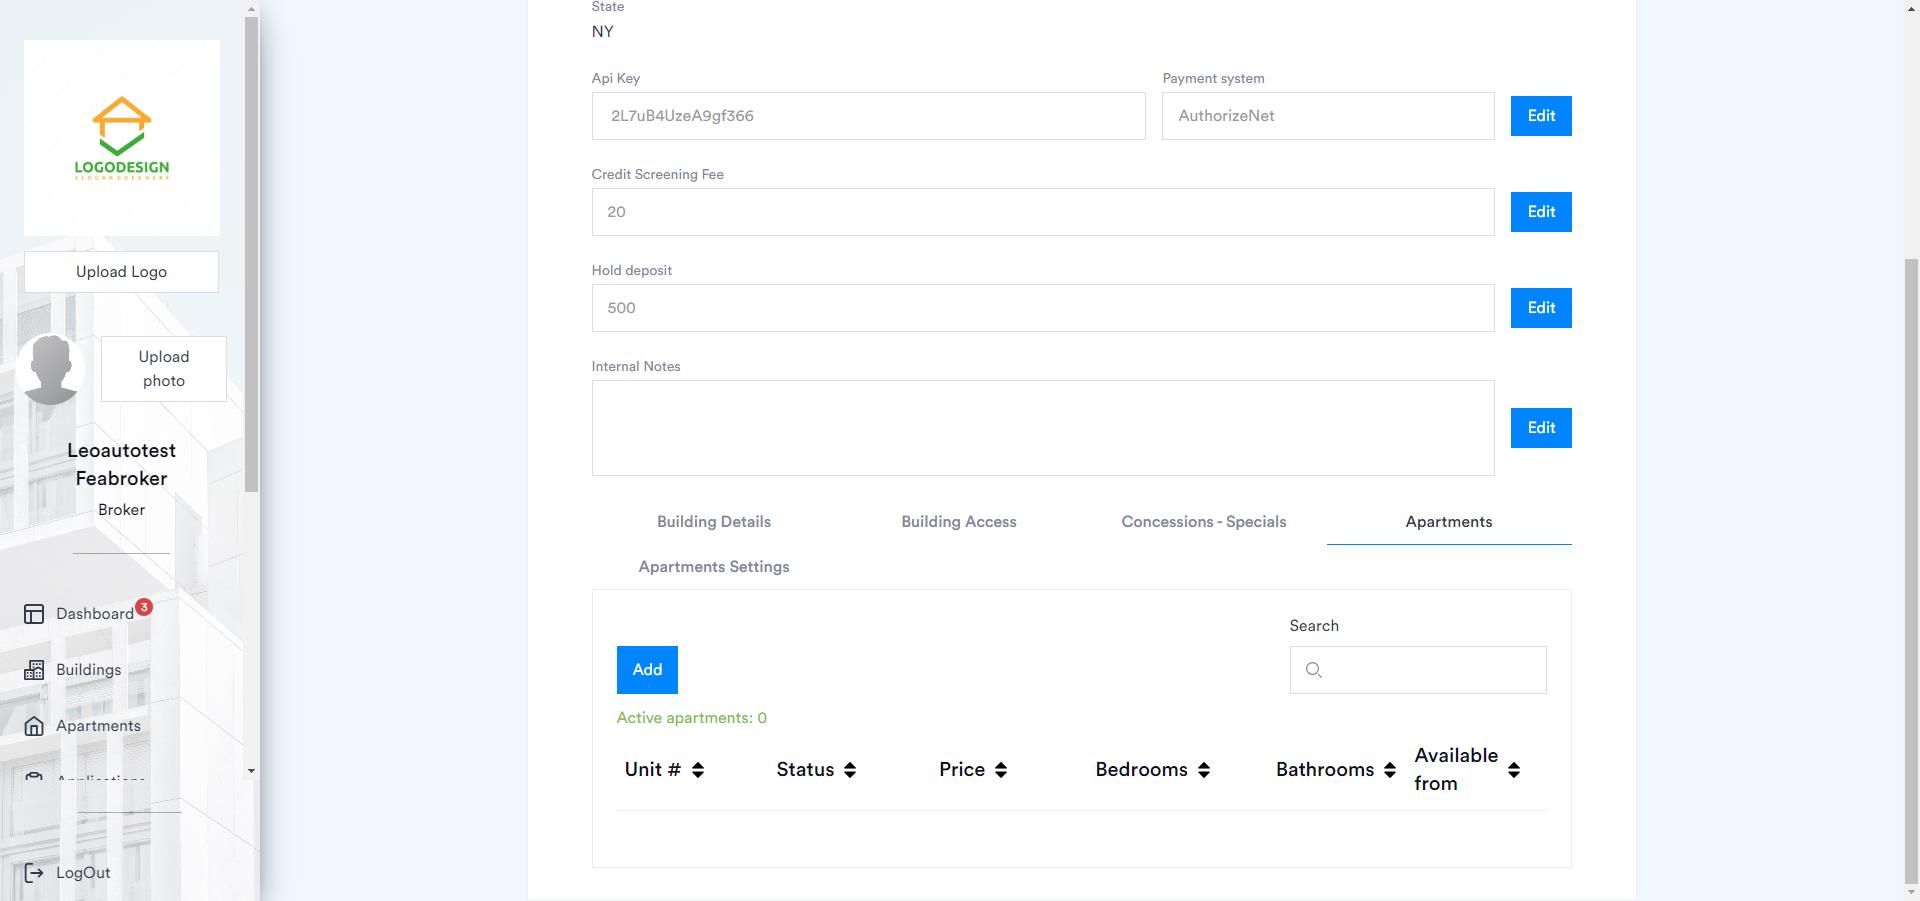 LOGODESIGN
SLOGANGOESHERE
Upload Logo
Upload
photo
Leoautotest
Feabroker
Broker
Dashboard 3
Buildings
Apartments
Applications
LogOut
State
NY
Api Key
2L7uB4UzeA9gf366
Payment system
AuthorizeNet
Edit
Credit Screening Fee
20
Edit
Hold deposit
500
Edit
Internal Notes
Edit
Building Details
Building Access
Concessions - Specials
Apartments
Apartments Settings
Search
Add
Active apartments: 0
Unit #
Status
Price
Bedrooms
Bathrooms
Available
from